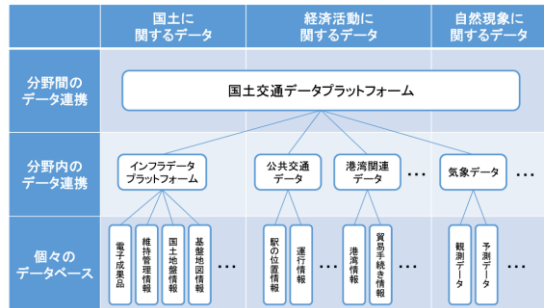 国土に
関するデータ
経済活動に
関するデータ
自然現象に
関するデータ
分野間の
データ連携
国土交通データプラットフォーム
分野内の
データ連携
インフラデータ
プラットフォーム
公共交通
データ
港湾関連
データ
…
気象データ
…
個々の
データベース
電子成果品
維持管理情報
国土地盤情報
基盤地図情報
…
駅の位置情報
運行情報
…
港湾情報
貿易手続き情報
…
観測データ
予測データ
…